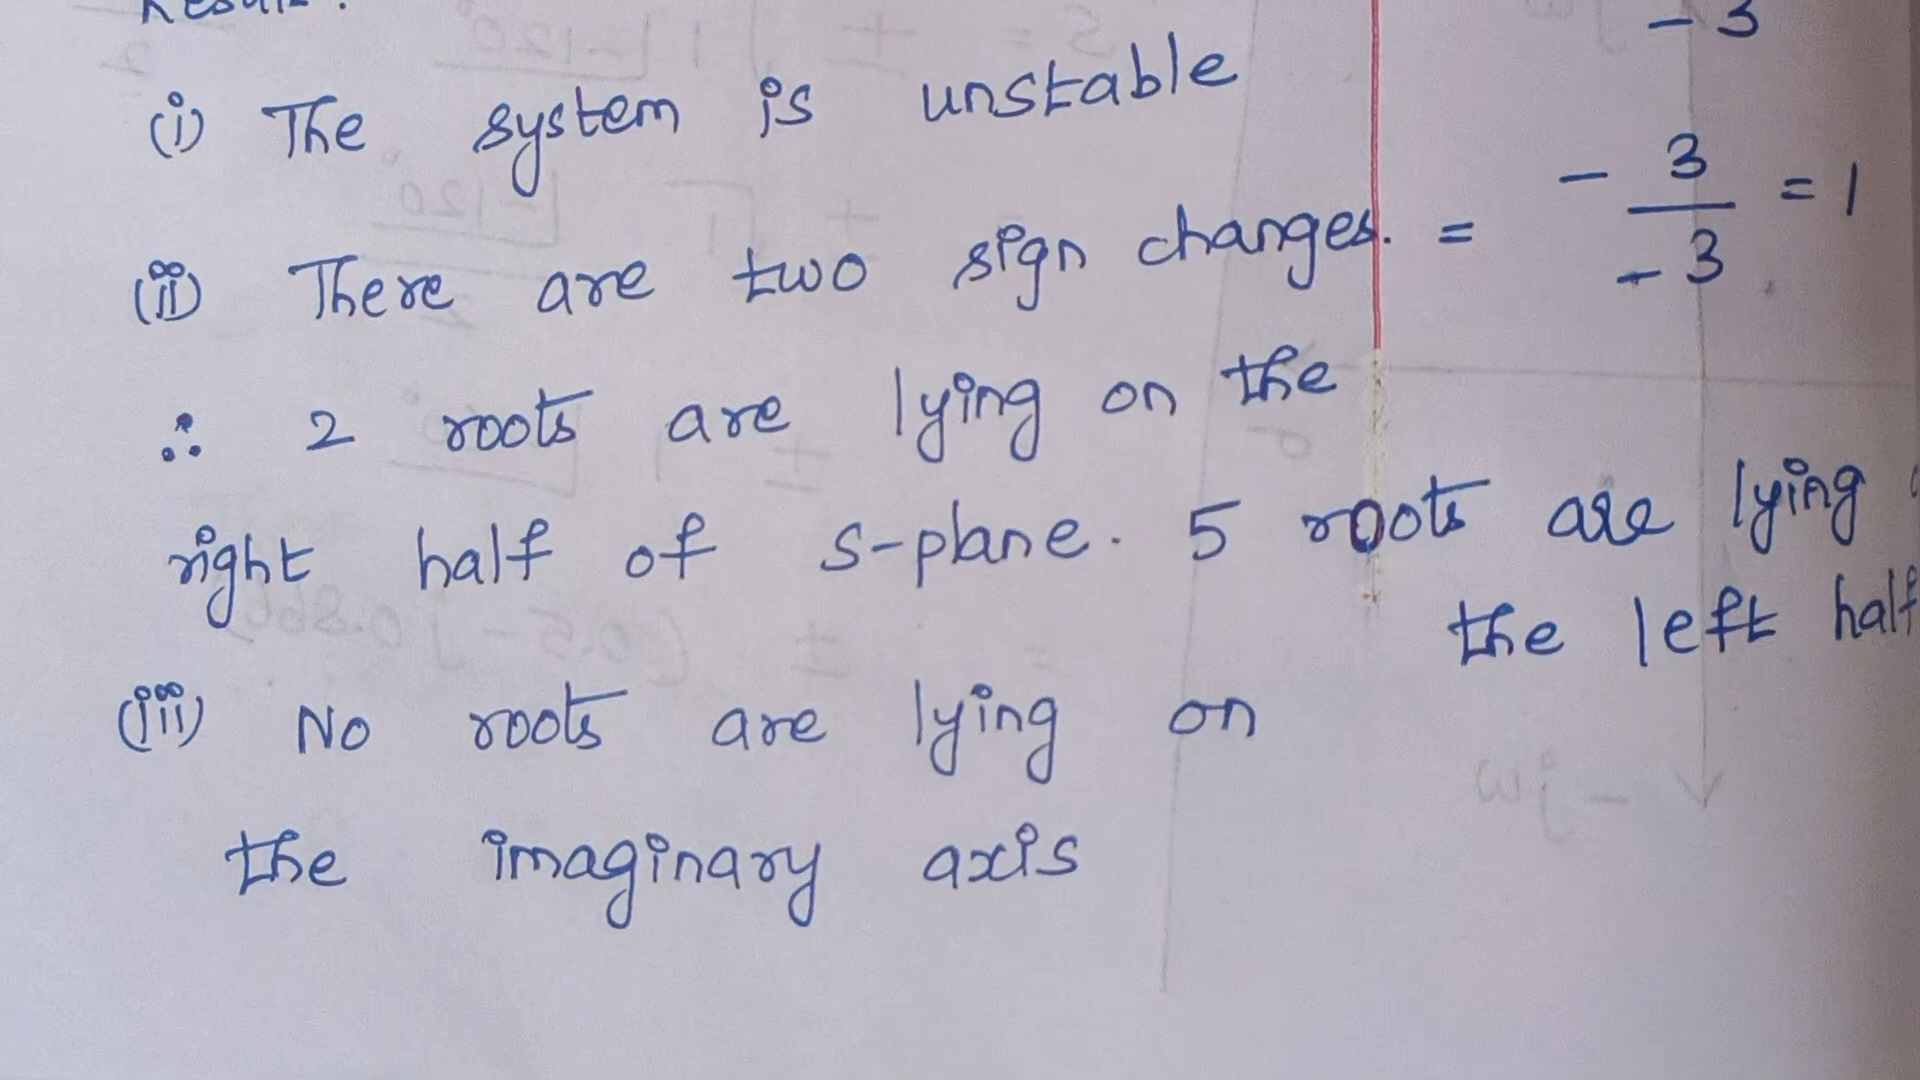 Result:
- 3
(i) The system is unstable
(ii) There are two sign changes. = - 3 / - 3 = 1
∴ 2 roots are lying on the
right half of s-plane. 5 roots are lying
the left half
(iii) No roots are lying on
the imaginary axis